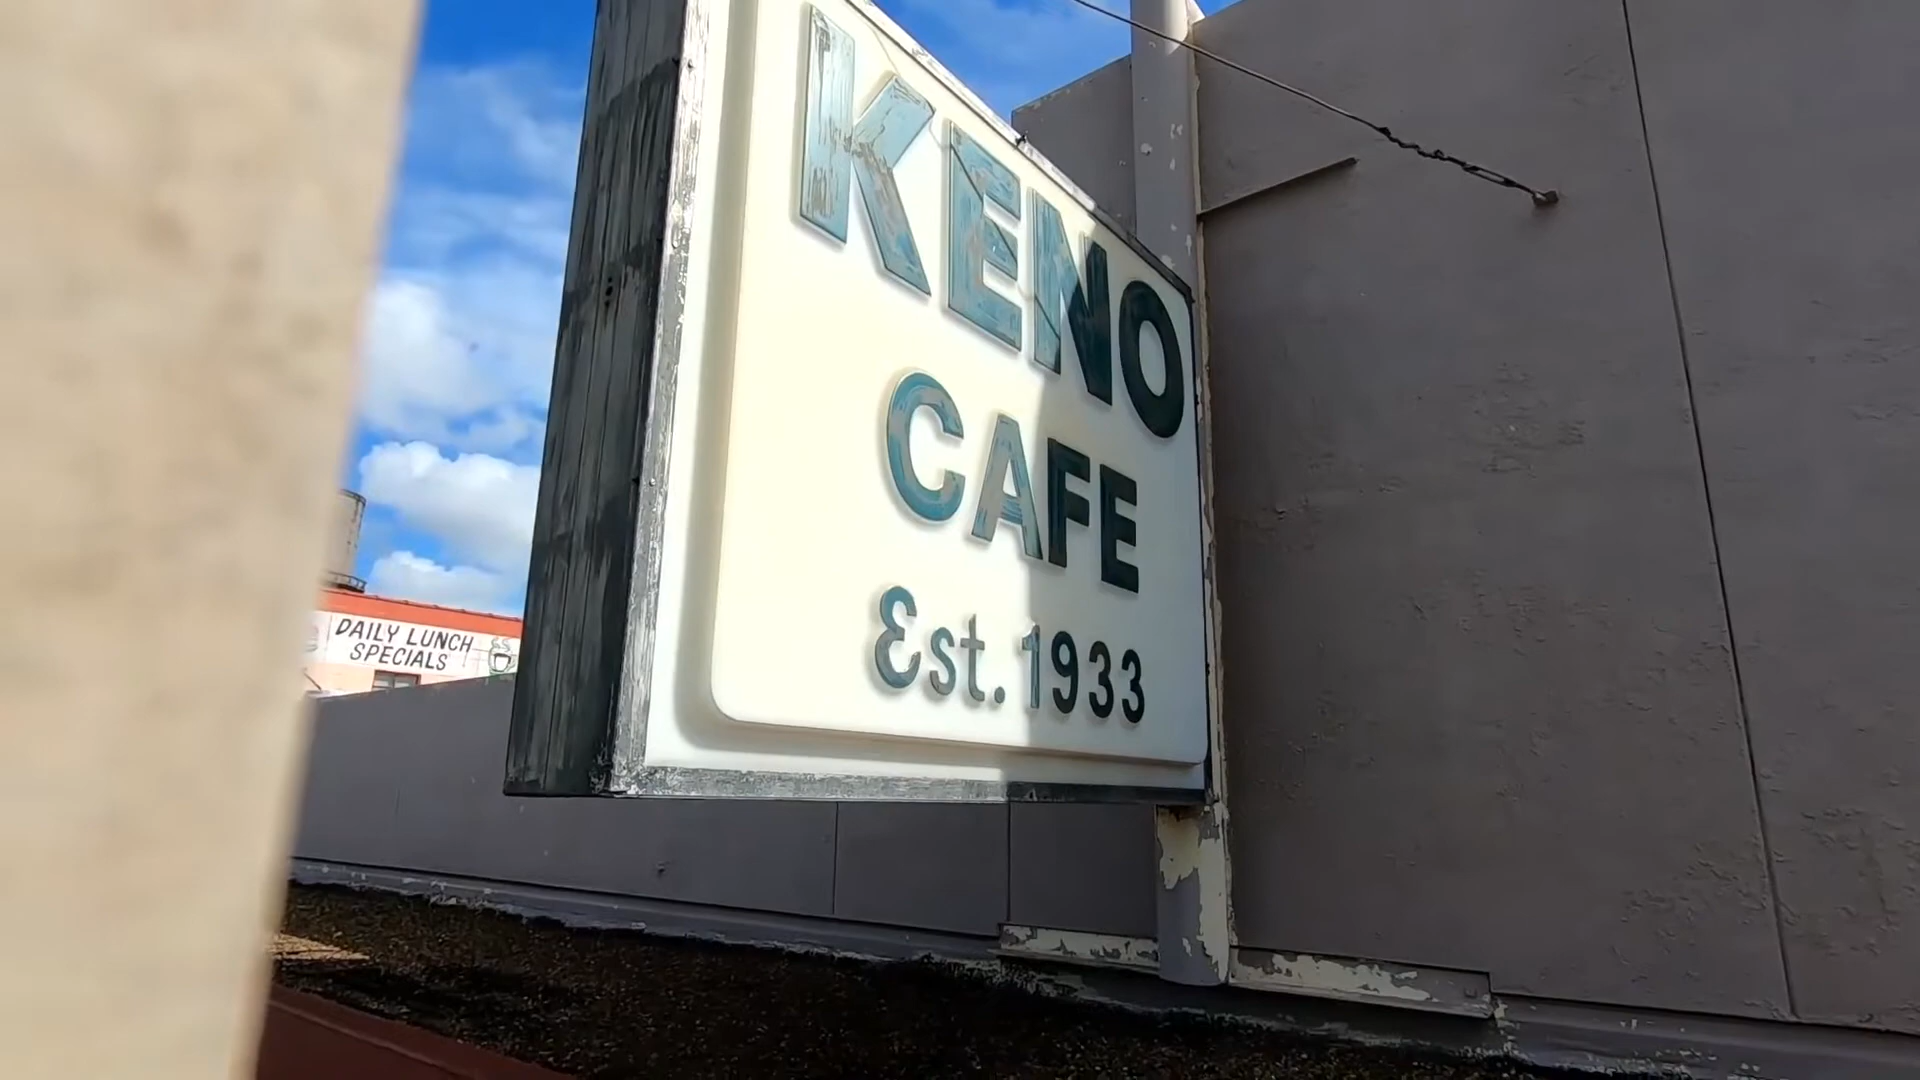 KENO
CAFE
Est. 1933
DAILY LUNCH
SPECIALS